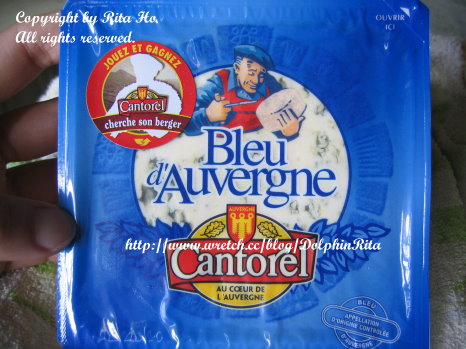 Copyright by Rita Ho.
All rights reserved.
OUVRIR
ICI
JOUEZ ET GAGNEZ
Cantorel
cherche son berger
Bleu
d'Auvergne
AUVERGNE
http://www.wretch.cc/blog/DolphinRita
Cantorel
AU CŒUR DE
L'AUVERGNE
BLEU
APPELLATION
D'ORIGINE CONTRÔLÉE